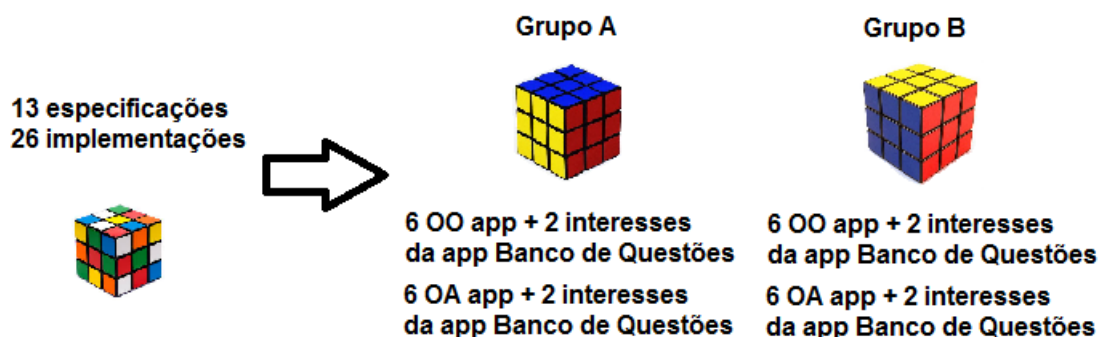 13 especificações
26 implementações
Grupo A
6 OO app + 2 interesses
da app Banco de Questões
6 OA app + 2 interesses
da app Banco de Questões
Grupo B
6 OO app + 2 interesses
da app Banco de Questões
6 OA app + 2 interesses
da app Banco de Questões